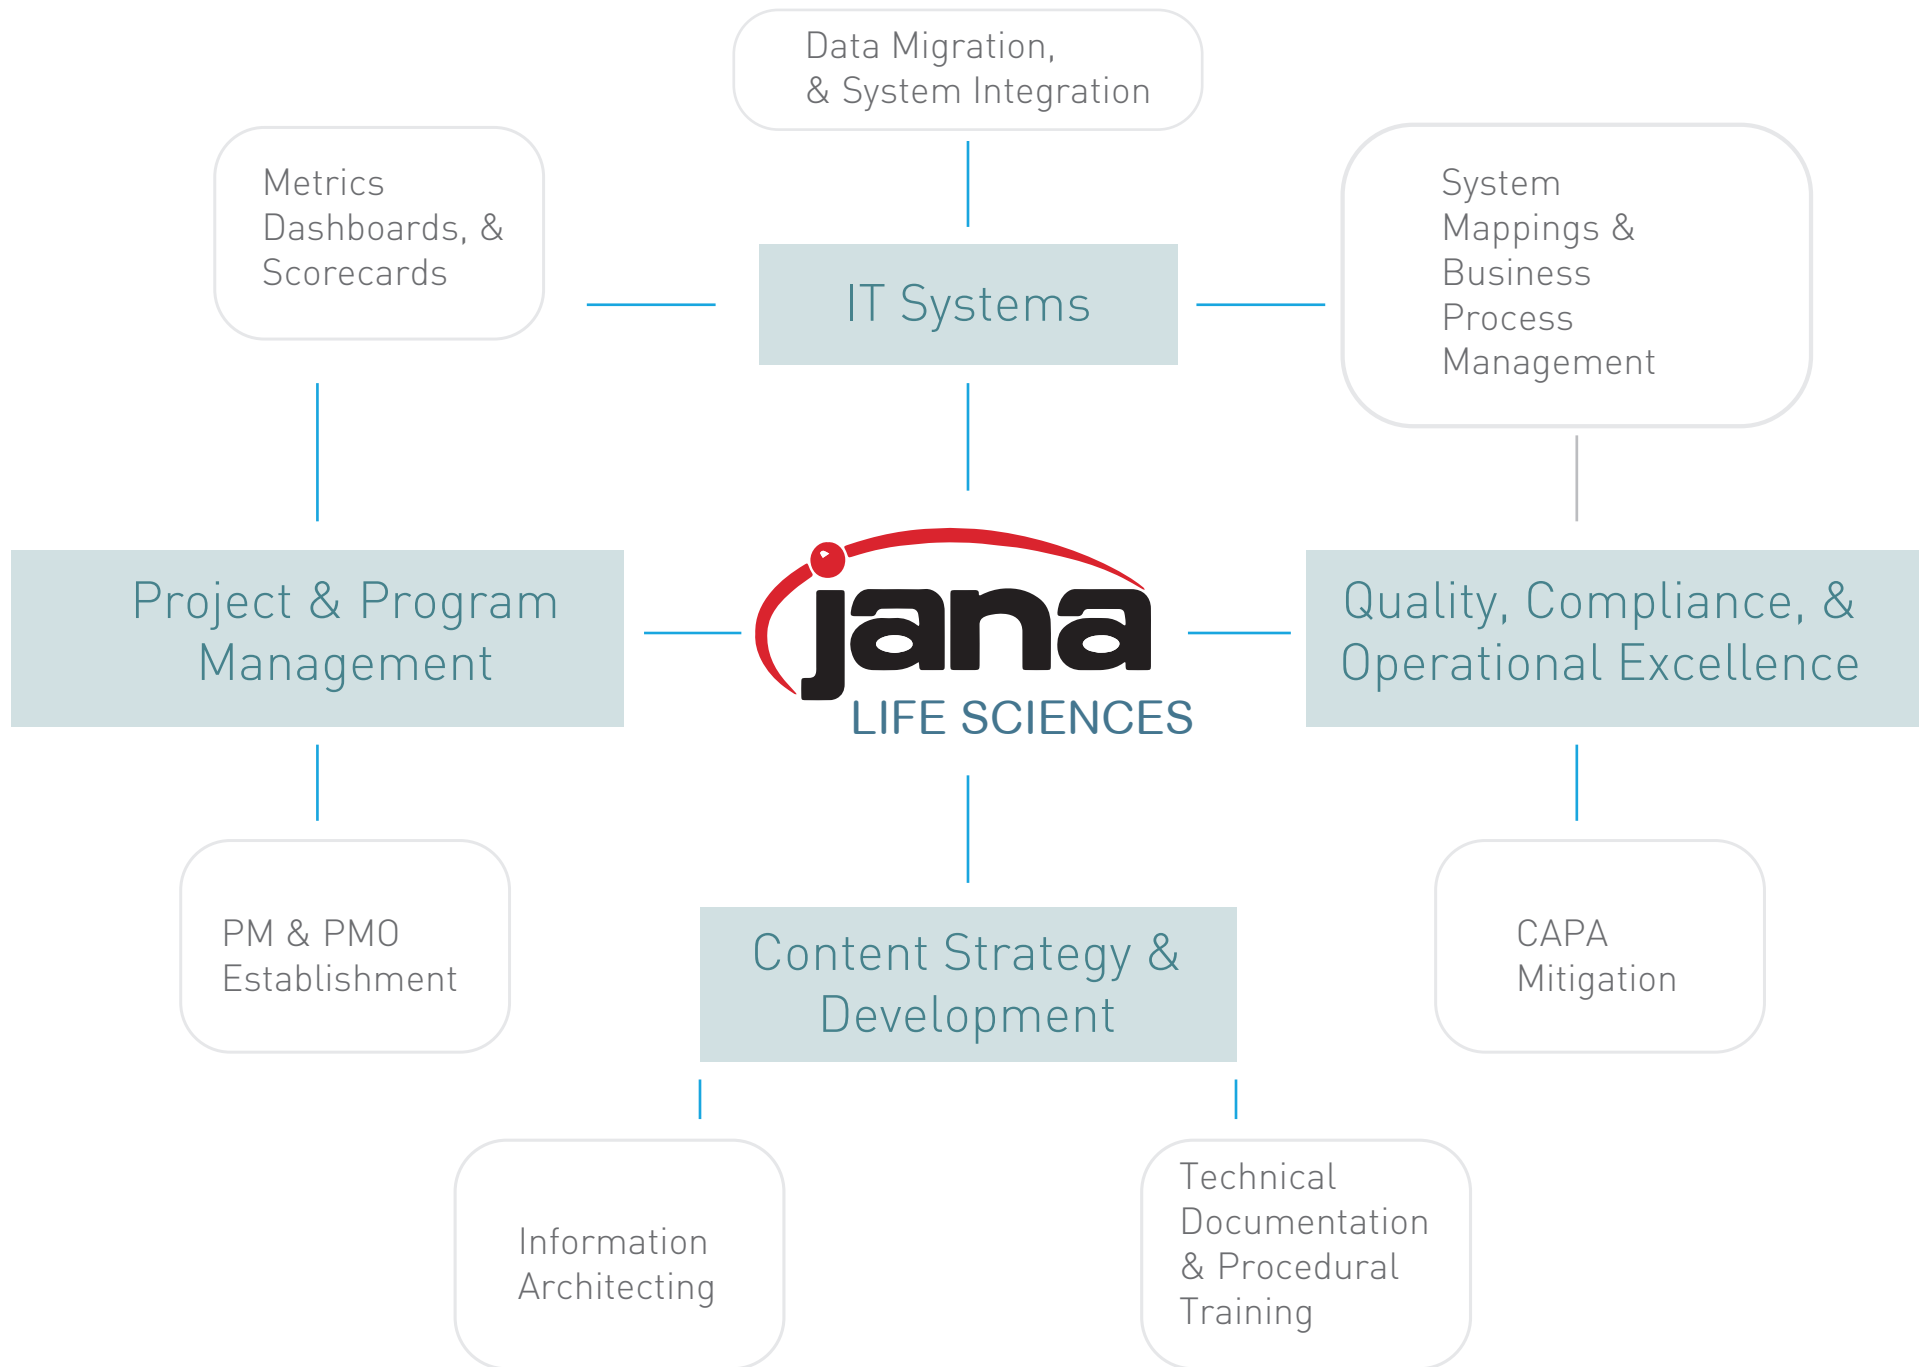 Data Migration,
& System Integration
Metrics
Dashboards, &
Scorecards
IT Systems
System
Mappings &
Business
Process
Management
Project & Program
Management
jana
LIFE SCIENCES
Quality, Compliance, &
Operational Excellence
PM & PMO
Establishment
Content Strategy &
Development
CAPA
Mitigation
Information
Architecting
Technical
Documentation
& Procedural
Training